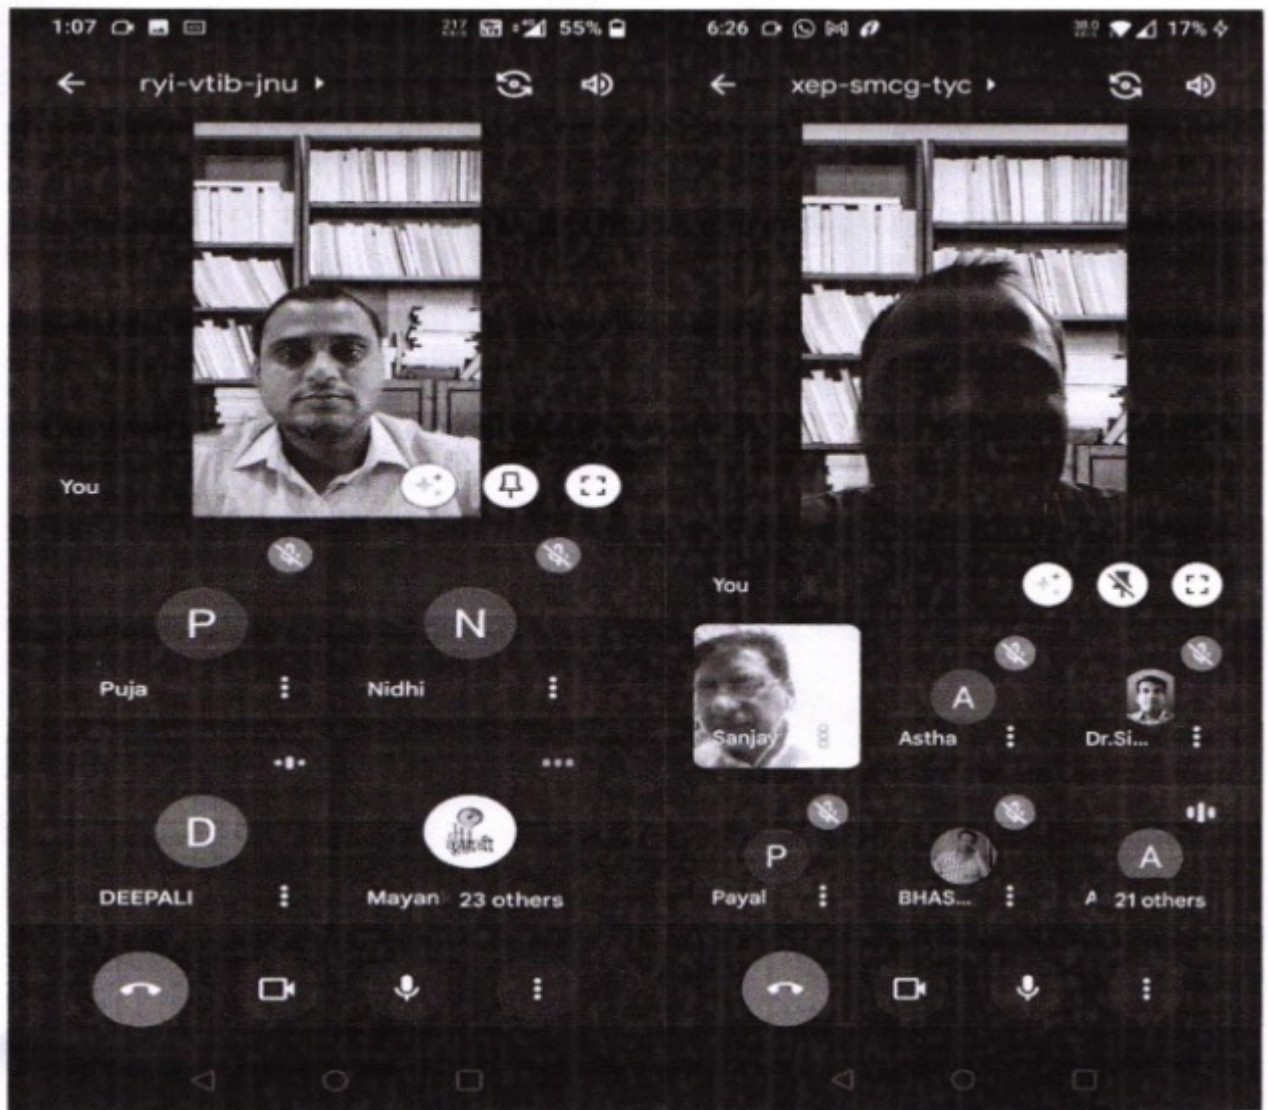 1:07
55%
ryi-vtib-jnu
You
P
N
Puja
Nidhi
D
DEEPALI
Mayan 23 others
6:26
17%
xep-smcg-tyc
You
Sanjay
A
Astha
Dr.Si...
P
A
Payal
BHAS...
A 21 others